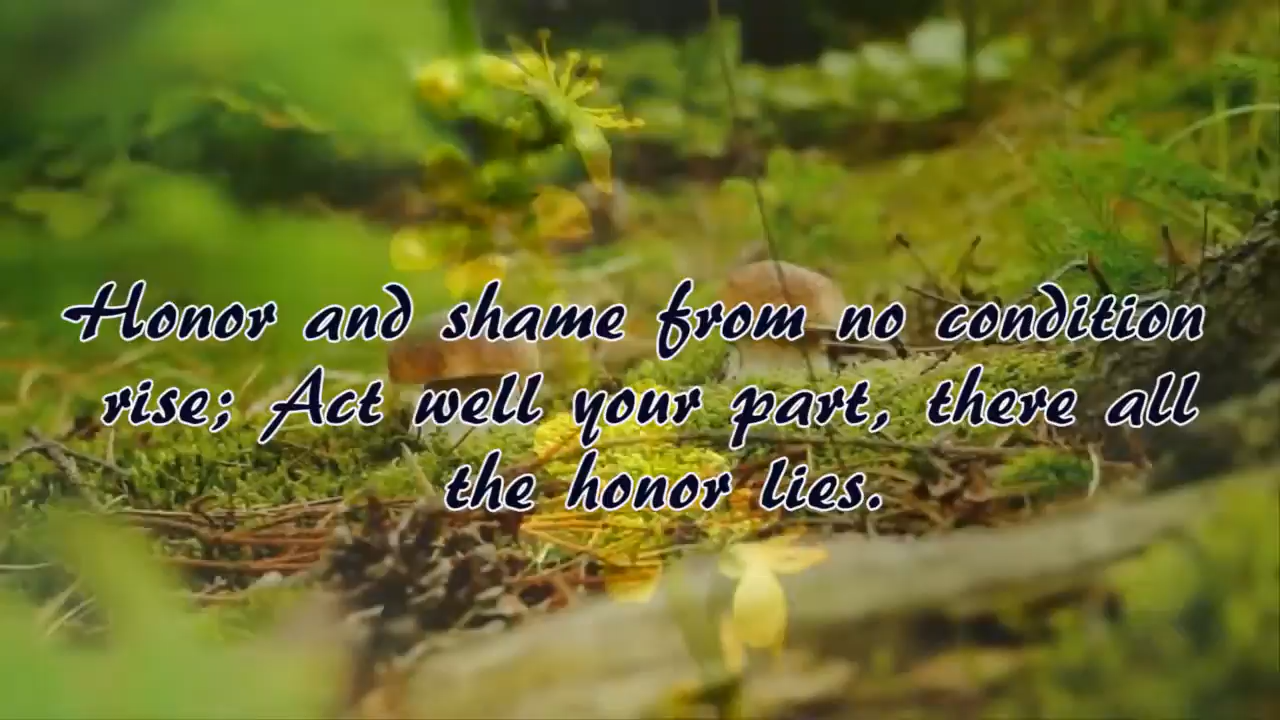 Honor and shame from no condition
rise; Act well your part, there all
the honor lies.